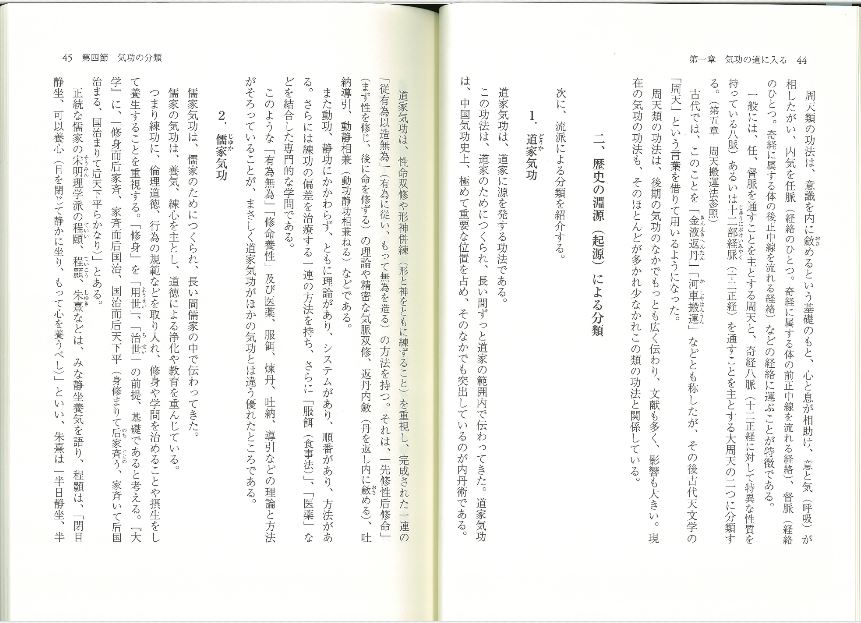 第一章　気功の道に入る　44
周天類の功法は、意識を内に斂めるという基礎のもと、心と息が相助け、意と気（呼吸）が
相したがい、内気を任脈（経絡のひとつ。奇経に属する体の前正中線を流れる経絡）、督脈（経絡
のひとつ。奇経に属する体の後正中線を流れる経絡）などの経絡に運ぶことが特徴である。
一般には、任、督脈を通すことを主とする周天と、奇経八脈（十二正経に対して特異な性質を
持っている八脈）あるいは十二部経脈（十二正経）を通すことを主とする大周天の二つに分類す
る。（第五章　周天搬運法参照）
古代では、このことを「金液返丹」「河車搬運」などとも称したが、その後古代天文学の
「周天」という言葉を借りて用いるようになった。
周天類の功法は、後期の気功のなかでもっとも広く伝わり、文献も多く、影響も大きい。現
在の気功の功法も、そのほとんどが多かれ少なかれこの類の功法と関係している。
二、歴史の淵源（起源）による分類
次に、流派による分類を紹介する。
1．道家気功
道家気功は、道家に源を発する功法である。
この功法は、道家のためにつくられ、長い間ずっと道家の範囲内で伝わってきた。道家気功
は、中国気功史上、極めて重要な位置を占め、そのなかでも突出しているのが内丹術である。
45　第四節　気功の分類
道家気功は、性命双修や形神併練（形と神をともに練すること）を重視し、完成された一連の
「従有為以造無為」（有為に従い、もって無為を造る）の方法を持つ。それは、「先修性后修命」
（まず性を修し、後に命を修する）の理論や精密な気脈双修、返丹内斂（丹を返し内に斂める）、吐
納導引、動静相兼（動功静功相兼ねる）などである。
また動功、静功にかかわらず、ともに理論があり、システムがあり、順番があり、方法があ
る。さらには練功の偏差を治療する一連の方法を持ち、さらに「服餌（食事法）」、「医薬」な
どを結合した専門的な学問である。
このような「有為無為」「修命養性　及び医薬、服餌、煉丹、吐納、導引などの理論と方法
がそろっていることが、まさしく道家気功がほかの気功とは違う優れたところである。
2．儒家気功
儒家気功は、儒家のためにつくられ、長い間儒家の中で伝わってきた。
儒家の気功は、養気、練心を主とし、道徳による浄化や教育を重んじている。
つまり練功に、倫理道徳、行為の規範などを取り入れ、修身や学問を治めることや摂生をし
て養生することを重視する。「修身」を「用世」、「治世」の前提、基礎であると考える。「大
学」に、「修身而后家斉、家斉而后国治、国治而后天下平（身修まりて后家斉う、家斉いて后国
治まる、国治まりて后天下平らかなり）」とある。
正統な儒家の宋明理学派の程顥、程頤、朱熹などは、みな静坐養気を語り、程顥は、「閉目
静坐、可以養心（目を閉じて静かに坐り、もって心を養うべし）」といい、朱熹は「半日静坐、半